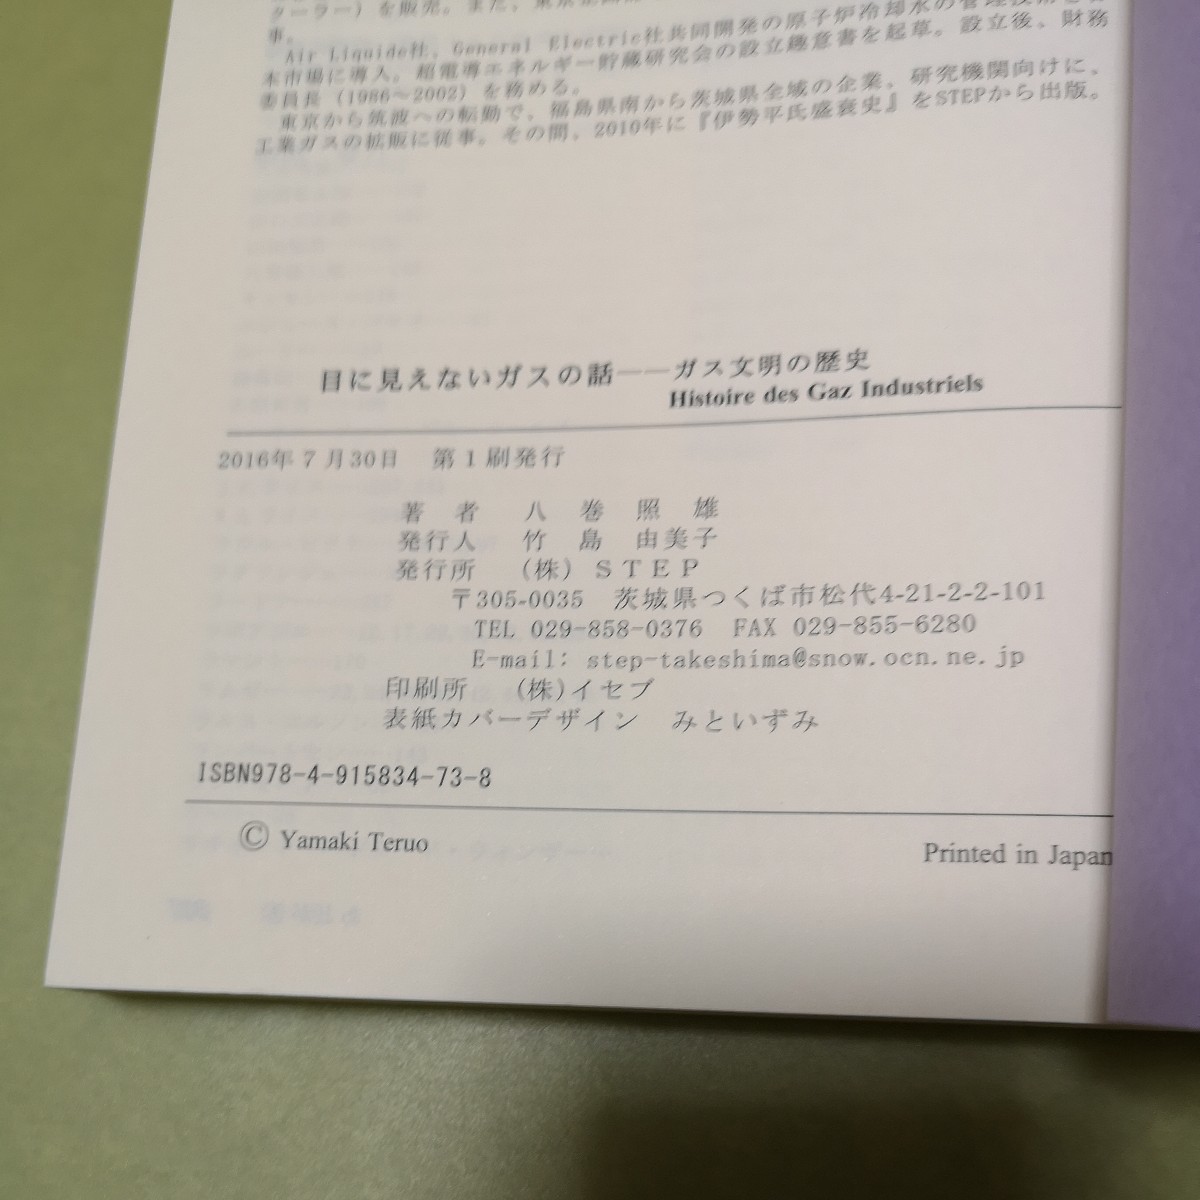 ターラー）を販売。また、東京
事。
Air Liquide社、General Electric社共同開発の原子炉冷却水の管理技術を
本市場に導入。超電導エネルギー貯蔵研究会の設立趣意書を起草。設立後、財務
委員長（1986～2002）を務める。
東京から筑波への転勤で、福島県南から茨城県全域の企業、研究機関向けに、
工業ガスの拡販に従事。その間、2010年に『伊勢平氏盛衰史』をSTEPから出版。
目に見えないガスの話――ガス文明の歴史
Histoire des Gaz Industriels
2016年7月30日　第1刷発行
著　者　八　巻　照　雄
発行人　竹　島　由美子
発行所　（株）ＳＴＥＰ
〒305-0035　茨城県つくば市松代4-21-2-2-101
TEL 029-858-0376　FAX 029-855-6280
E-mail: step-takeshima@snow.ocn.ne.jp
印刷所　（株）イセブ
表紙カバーデザイン　みといずみ
ISBN978-4-915834-73-8
© Yamaki Teruo
Printed in Japan